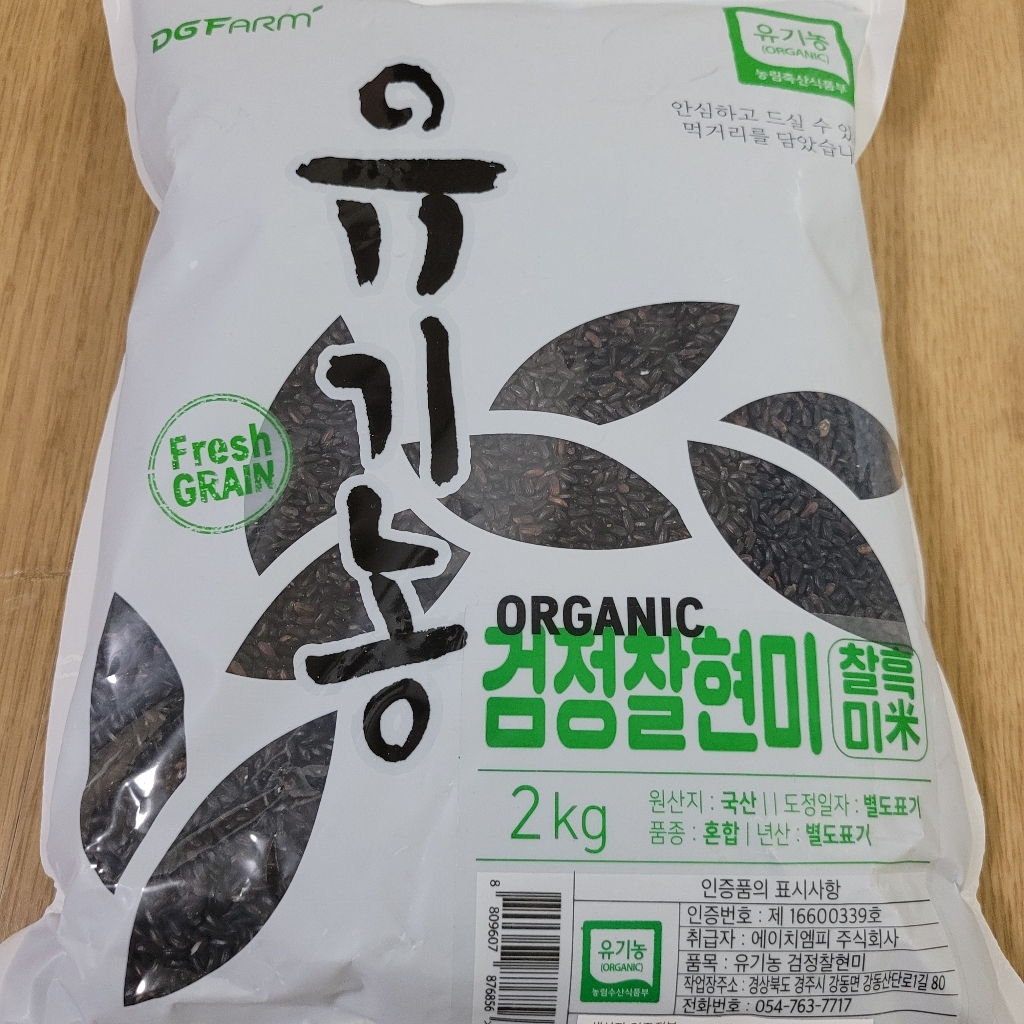 DGFARM
유기농
(ORGANIC)
농림축산식품부
안심하고 드실 수 있
먹거리를 담았습니
유기농
Fresh
GRAIN
ORGANIC
검정찰현미
찰흑
미米
2kg
원산지 : 국산 | | 도정일자 : 별도표기
품종 : 혼합 | 년산 : 별도표기
인증품의 표시사항
인증번호 : 제 16600339호
취급자 : 에이치엠피 주식회사
품목 : 유기농 검정찰현미
작업장주소 : 경상북도 경주시 강동면 강동산단로1길 80
전화번호 : 054-763-7717
유기농
(ORGANIC)
농림축산식품부
8 809607 876856